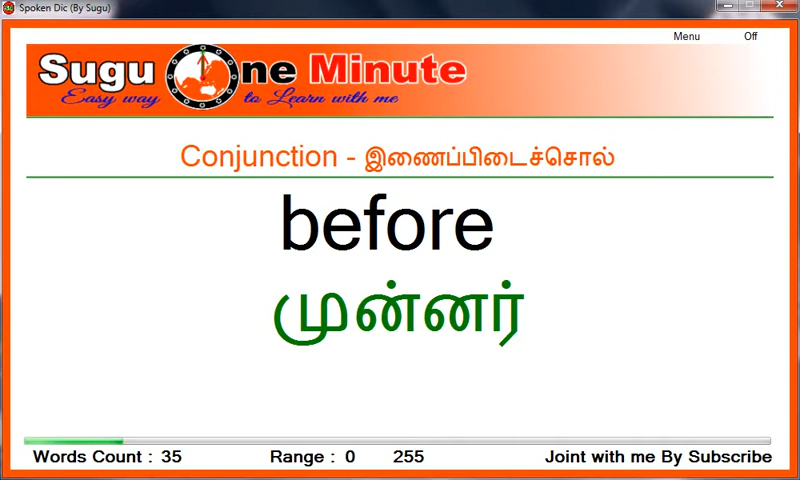 Spoken Dic (By Sugu)
Menu Off
Sugu One Minute
Easy way to Learn with me
Conjunction - இணைப்பிடைச்சொல்
before
முன்னர்
Words Count : 35 Range : 0 255 Joint with me By Subscribe